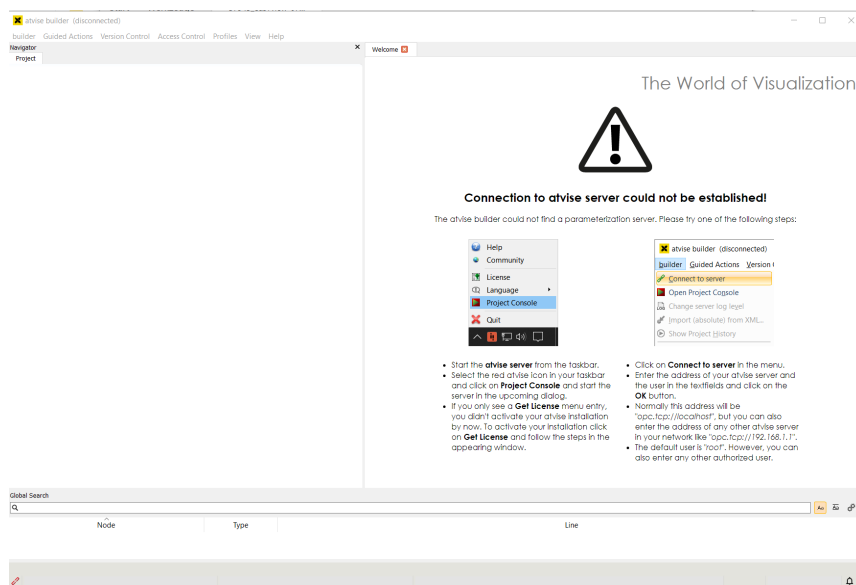 atvise builder (disconnected)
builder Guided Actions Version Control Access Control Profiles View Help
Navigator
Project
Welcome
The World of Visualization
Connection to atvise server could not be established!
The atvise builder could not find a parameterization server. Please try one of the following steps:
Help
Community
License
Language
Project Console
Quit
atvise builder (disconnected)
builder Guided Actions Version
Connect to server
Open Project Console
Change server log level
Import (absolute) from XML...
Show Project History
• Start the atvise server from the taskbar.
• Select the red atvise icon in your taskbar
and click on Project Console and start the
server in the upcoming dialog.
• If you only see a Get License menu entry,
you didn't activate your atvise installation
by now. To activate your installation click
on Get License and follow the steps in the
appearing window.
• Click on Connect to server in the menu.
• Enter the address of your atvise server and
the user in the textfields and click on the
OK button.
• Normally this address will be
"opc.tcp://localhost", but you can also
enter the address of any other atvise server
in your network like "opc.tcp://192.168.1.1".
• The default user is "root". However, you can
also enter any other authorized user.
Global Search
Node Type Line